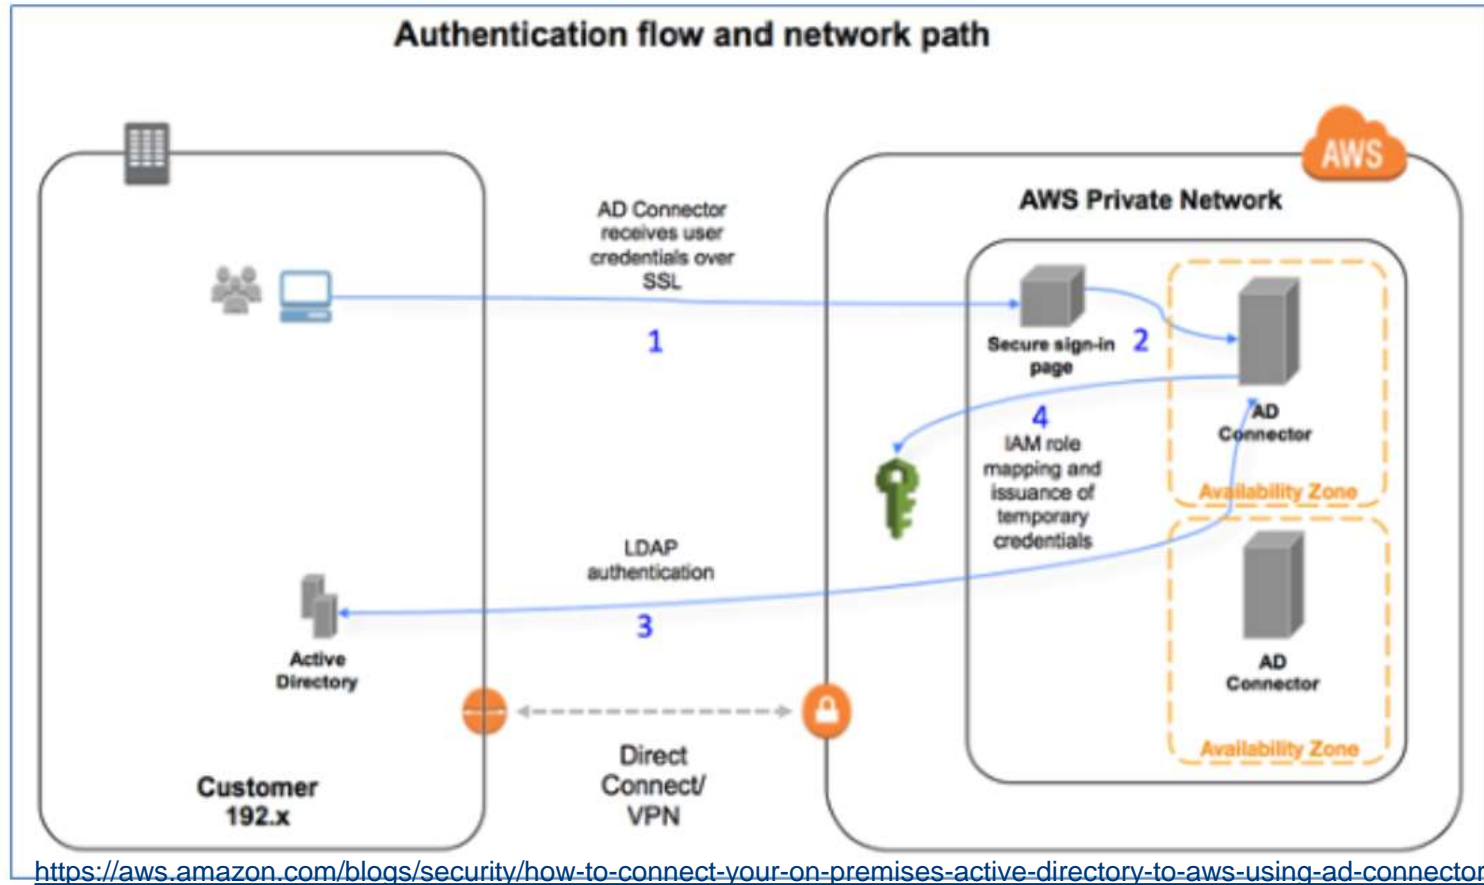 Authentication flow and network path
AWS
AWS Private Network
AD Connector
receives user
credentials over
SSL
1
Secure sign-in
page
2
AD
Connector
Availability Zone
4
IAM role
mapping and
issuance of
temporary
credentials
LDAP
authentication
3
Active
Directory
AD
Connector
Availability Zone
Direct
Connect/
VPN
Customer
192.x
https://aws.amazon.com/blogs/security/how-to-connect-your-on-premises-active-directory-to-aws-using-ad-connector